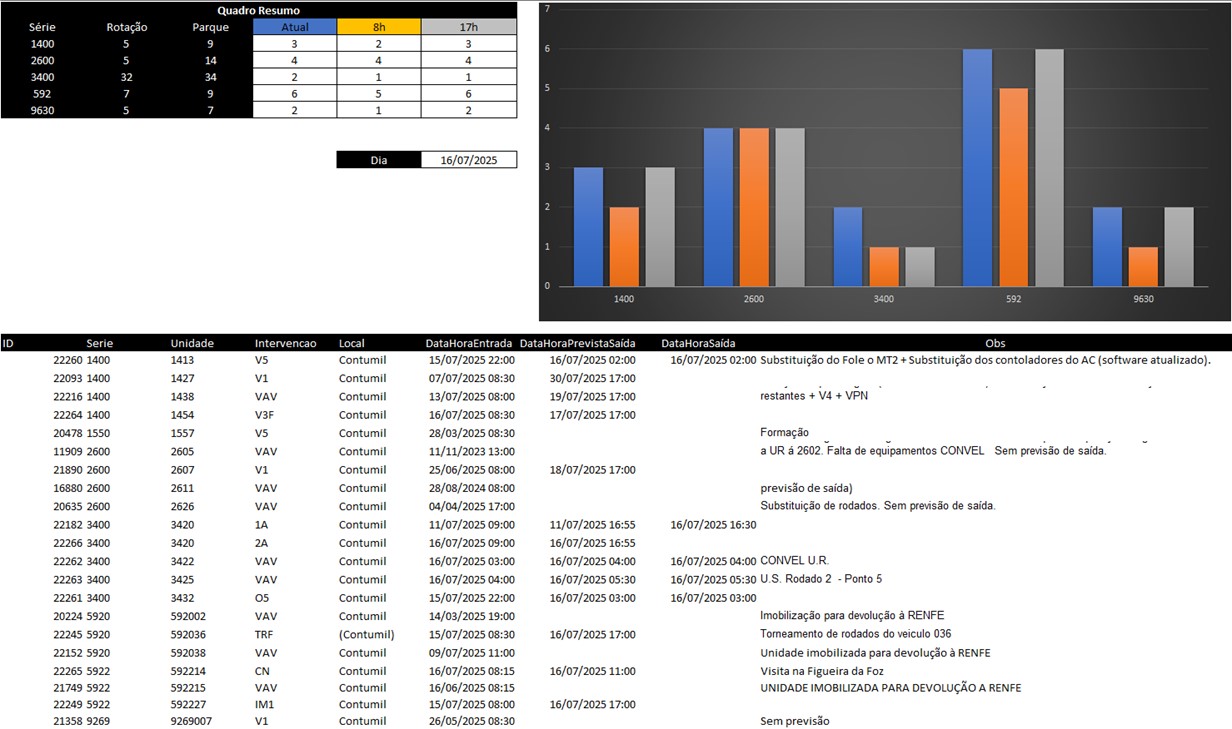 Quadro Resumo
Série Rotação Parque Atual 8h 17h
1400 5 9 3 2 3
2600 5 14 4 4 4
3400 32 34 2 1 1
592 7 9 6 5 6
9630 5 7 2 1 2
Dia 16/07/2025
7
6
5
4
3
2
1
0
1400 2600 3400 592 9630
ID Serie Unidade Intervencao Local DataHoraEntrada DataHoraPrevistaSaída DataHoraSaída Obs
22260 1400 1413 V5 Contumil 15/07/2025 22:00 16/07/2025 02:00 16/07/2025 02:00 Substituição do Fole o MT2 + Substituição dos contoladores do AC (software atualizado).
22093 1400 1427 V1 Contumil 07/07/2025 08:30 30/07/2025 17:00
22216 1400 1438 VAV Contumil 13/07/2025 08:00 19/07/2025 17:00 restantes + V4 + VPN
22264 1400 1454 V3F Contumil 16/07/2025 08:30 17/07/2025 17:00
20478 1550 1557 V5 Contumil 28/03/2025 08:30 Formação
11909 2600 2605 VAV Contumil 11/11/2023 13:00 a UR á 2602. Falta de equipamentos CONVEL Sem previsão de saída.
21890 2600 2607 V1 Contumil 25/06/2025 08:00 18/07/2025 17:00
16880 2600 2611 VAV Contumil 28/08/2024 08:00 previsão de saída)
20635 2600 2626 VAV Contumil 04/04/2025 17:00 Substituição de rodados. Sem previsão de saída.
22182 3400 3420 1A Contumil 11/07/2025 09:00 11/07/2025 16:55 16/07/2025 16:30
22266 3400 3420 2A Contumil 16/07/2025 09:00 16/07/2025 16:55
22262 3400 3422 VAV Contumil 16/07/2025 03:00 16/07/2025 04:00 16/07/2025 04:00 CONVEL U.R.
22263 3400 3425 VAV Contumil 16/07/2025 04:00 16/07/2025 05:30 16/07/2025 05:30 U.S. Rodado 2 - Ponto 5
22261 3400 3432 O5 Contumil 15/07/2025 22:00 16/07/2025 03:00 16/07/2025 03:00
20224 5920 592002 VAV Contumil 14/03/2025 19:00 Imobilização para devolução à RENFE
22245 5920 592036 TRF (Contumil) 15/07/2025 08:30 16/07/2025 17:00 Torneamento de rodados do veiculo 036
22152 5920 592038 VAV Contumil 09/07/2025 11:00 Unidade imobilizada para devolução à RENFE
22265 5922 592214 CN Contumil 16/07/2025 08:15 16/07/2025 11:00 Visita na Figueira da Foz
21749 5922 592215 VAV Contumil 16/06/2025 08:15 UNIDADE IMOBILIZADA PARA DEVOLUÇÃO A RENFE
22249 5922 592227 IM1 Contumil 15/07/2025 08:00 16/07/2025 17:00
21358 9269 9269007 V1 Contumil 26/05/2025 08:30 Sem previsão